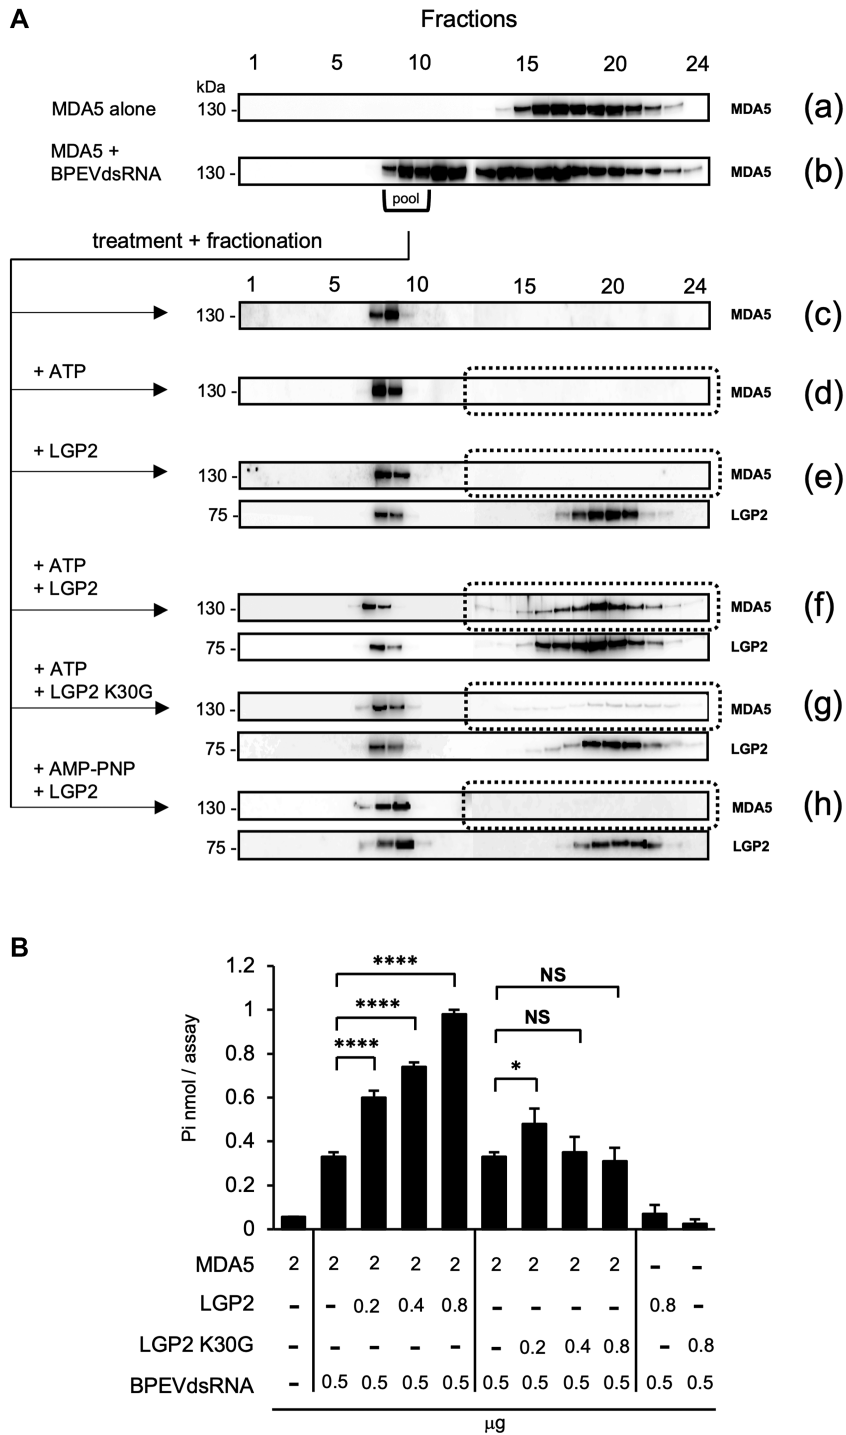 A
Fractions
1 5 10 15 20 24
kDa
MDA5 alone 130 - MDA5 (a)
MDA5 +
BPEVdsRNA 130 - MDA5 (b)
pool
treatment + fractionation
1 5 10 15 20 24
130 - MDA5 (c)
+ ATP
130 - MDA5 (d)
+ LGP2
130 - MDA5 (e)
75 - LGP2
+ ATP
+ LGP2
130 - MDA5 (f)
75 - LGP2
+ ATP
+ LGP2 K30G
130 - MDA5 (g)
75 - LGP2
+ AMP-PNP
+ LGP2
130 - MDA5 (h)
75 - LGP2
B
Pi nmol / assay
1.2
1
0.8
0.6
0.4
0.2
0
****
****
****
NS
NS
*
MDA5 2 2 2 2 2 2 2 2 2 - -
LGP2 - - 0.2 0.4 0.8 - - - - 0.8 -
LGP2 K30G - - - - - - 0.2 0.4 0.8 - 0.8
BPEVdsRNA - 0.5 0.5 0.5 0.5 0.5 0.5 0.5 0.5 0.5 0.5
μg